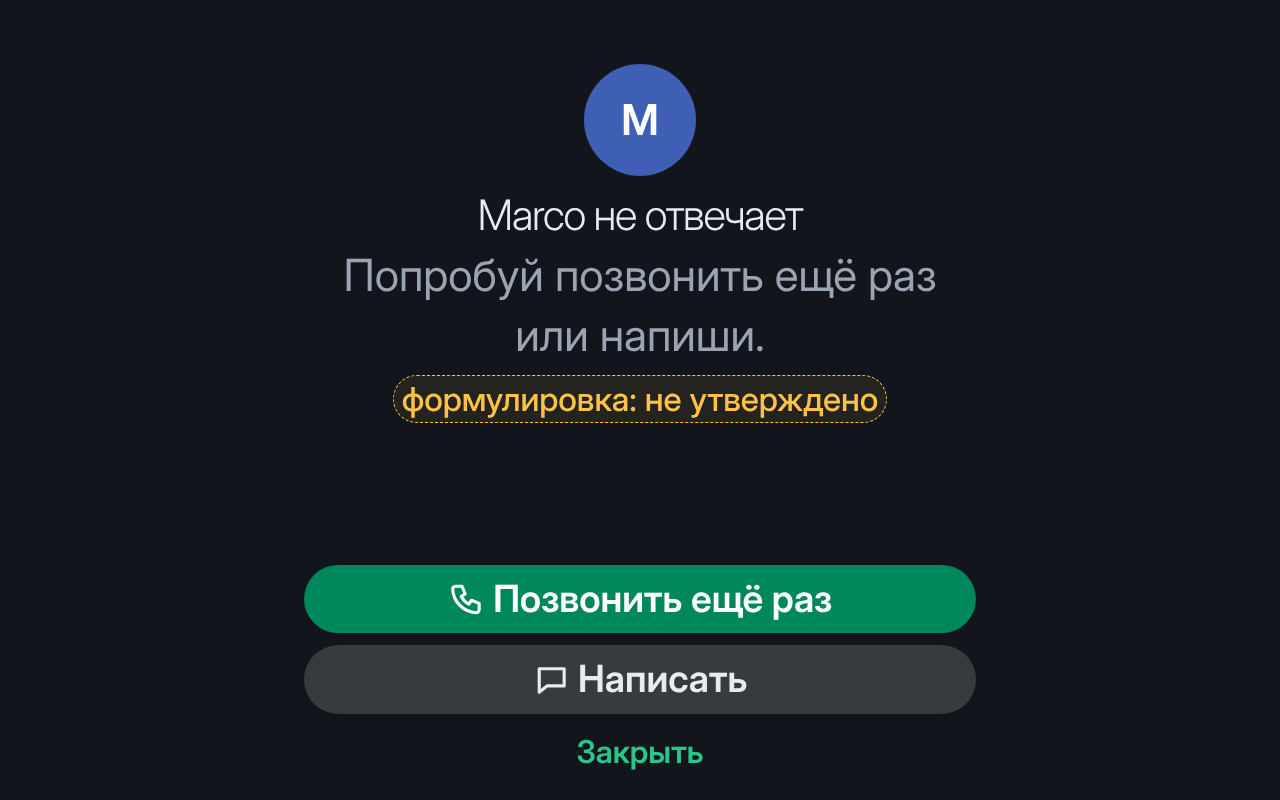 M
Marco не отвечает
Попробуй позвонить ещё раз
или напиши.
формулировка: не утверждено
Позвонить ещё раз
Написать
Закрыть